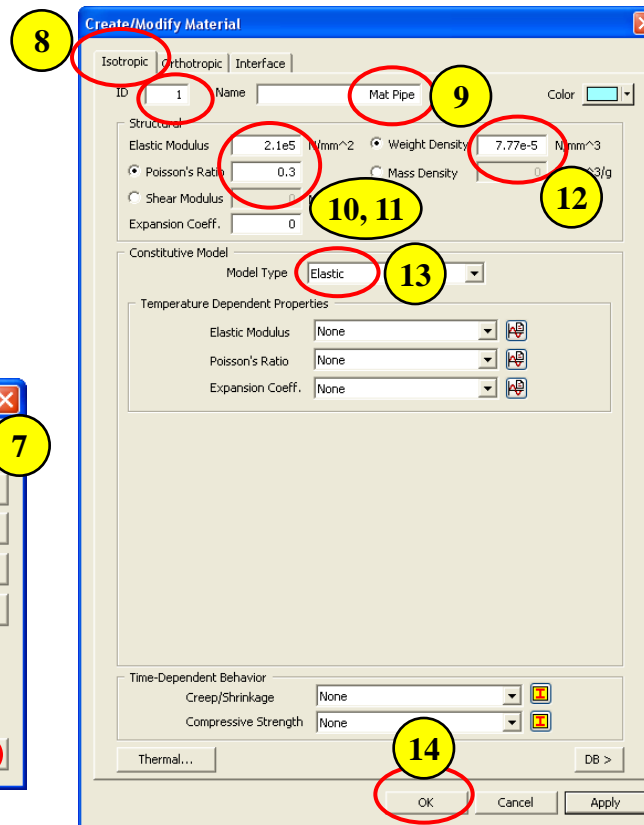 Create/Modify Material
8
Isotropic Orthotropic Interface
ID 1 Name Mat Pipe 9 Color
Structural
Elastic Modulus 2.1e5 N/mm^2 Weight Density 7.77e-5 N/mm^3
Poisson's Ratio 0.3 Mass Density 0 ^3/g
Shear Modulus 0 10, 11 12
Expansion Coeff. 0
Constitutive Model
Model Type Elastic 13
Temperature Dependent Properties
Elastic Modulus None
Poisson's Ratio None
Expansion Coeff. None
7
Time-Dependent Behavior
Creep/Shrinkage None
Compressive Strength None
14
Thermal... DB >
OK Cancel Apply